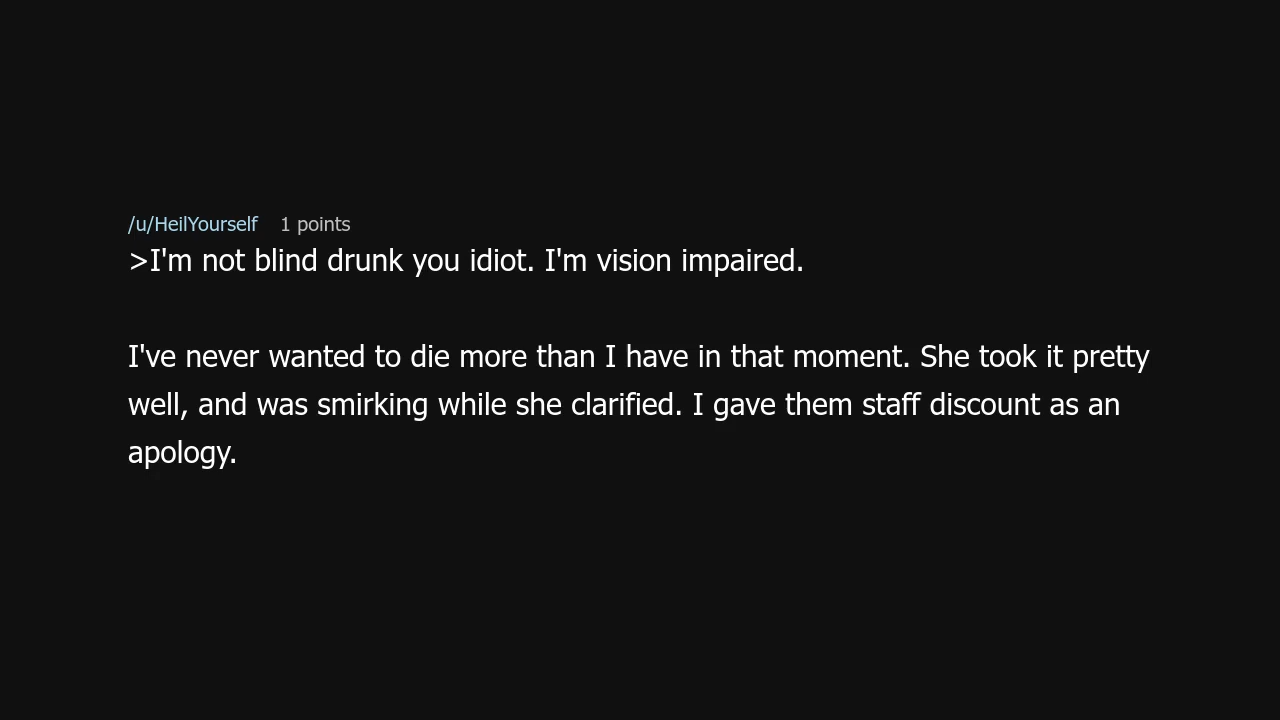 /u/HeilYourself 1 points
>I'm not blind drunk you idiot. I'm vision impaired.
I've never wanted to die more than I have in that moment. She took it pretty
well, and was smirking while she clarified. I gave them staff discount as an
apology.